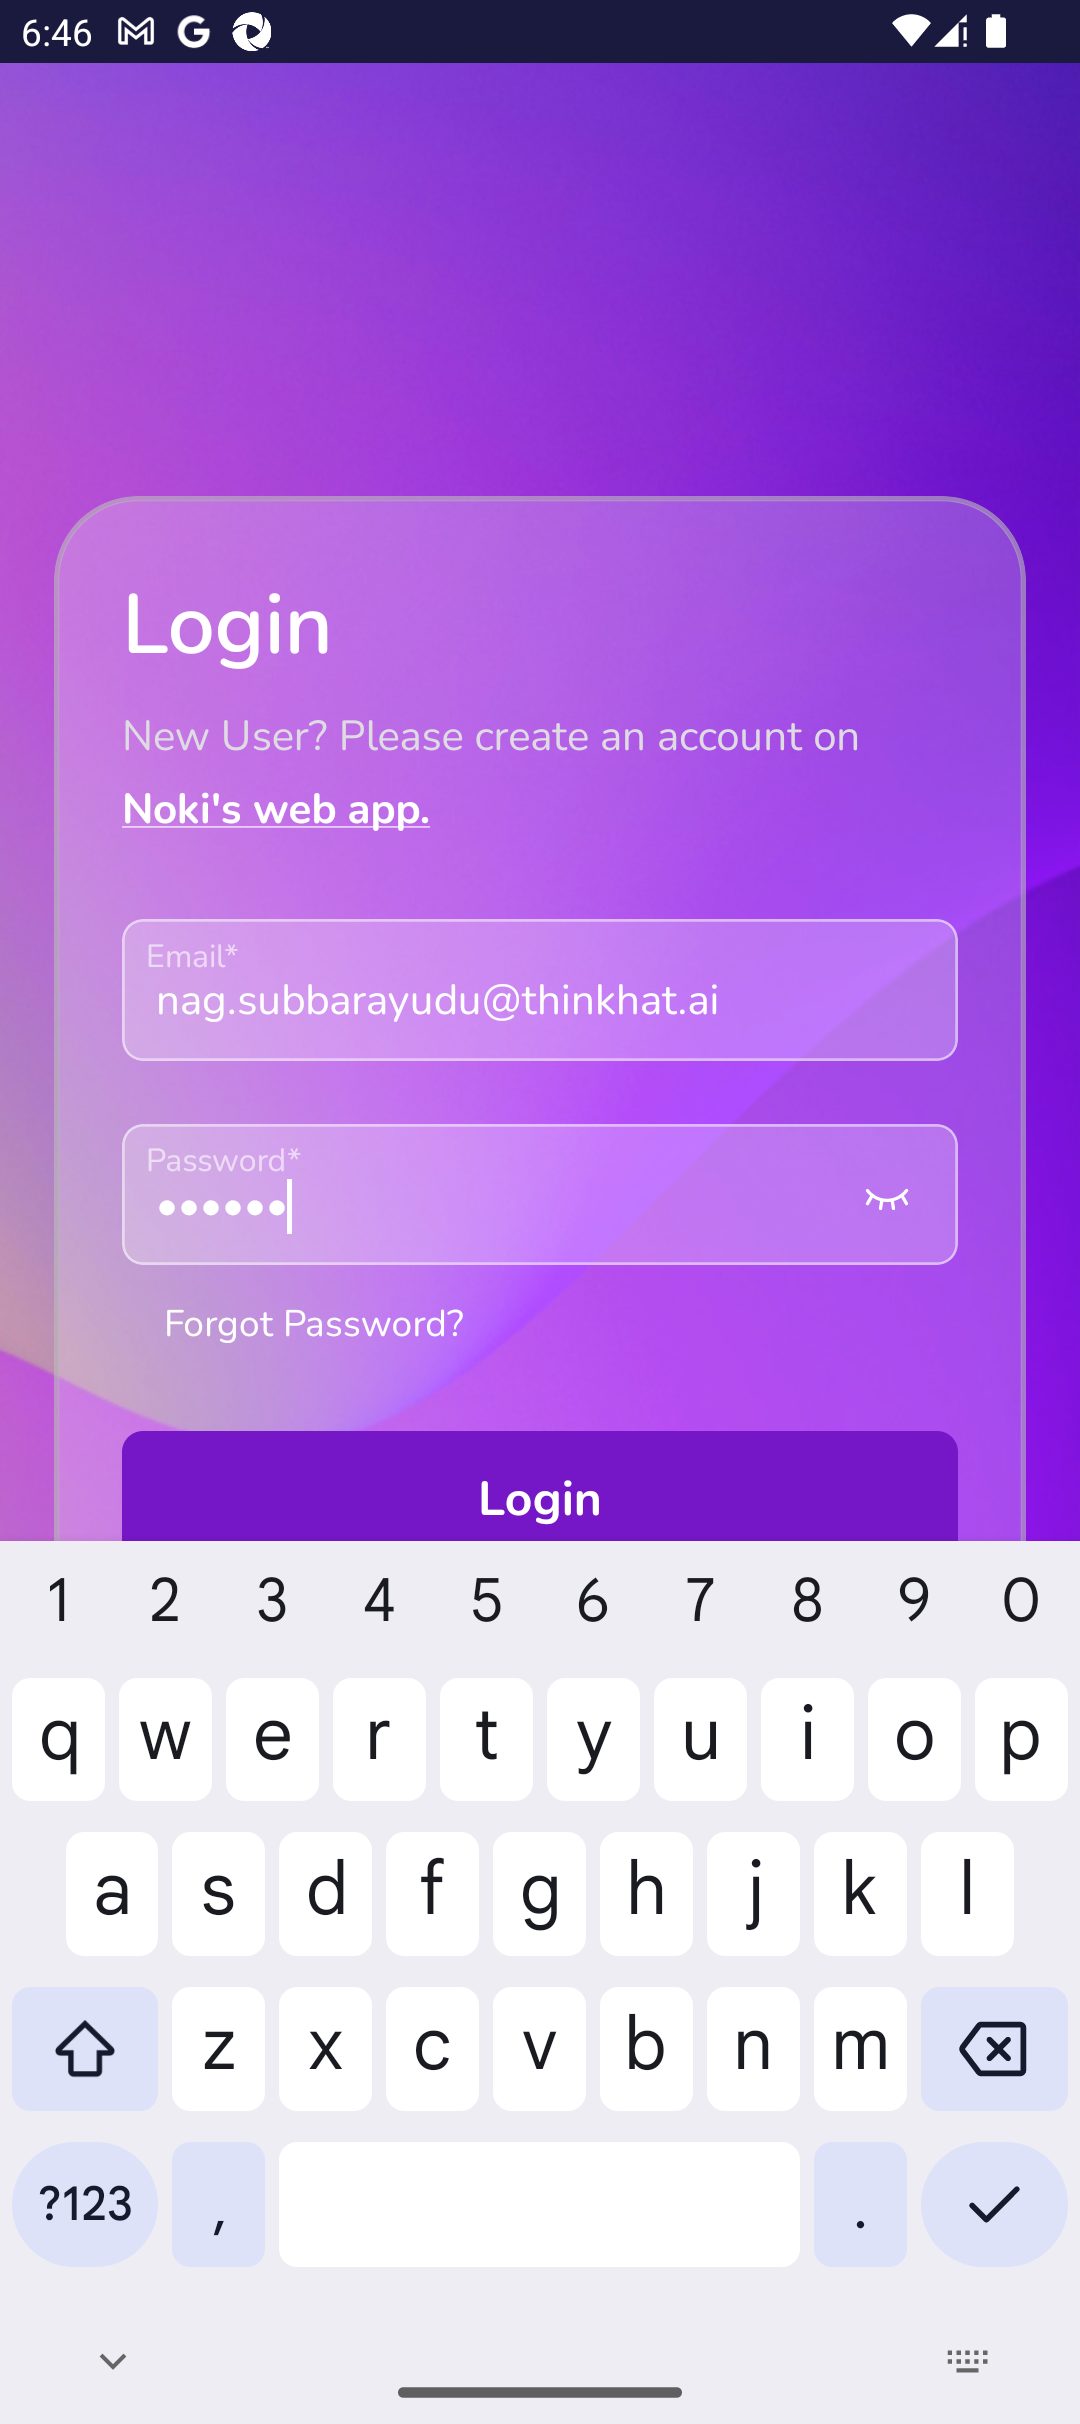 6:46
Login
New User? Please create an account on
Noki's web app.
Email*
nag.subbarayudu@thinkhat.ai
Password*
••••••
Forgot Password?
Login
1 2 3 4 5 6 7 8 9 0
q w e r t y u i o p
a s d f g h j k l
z x c v b n m
?123 , .